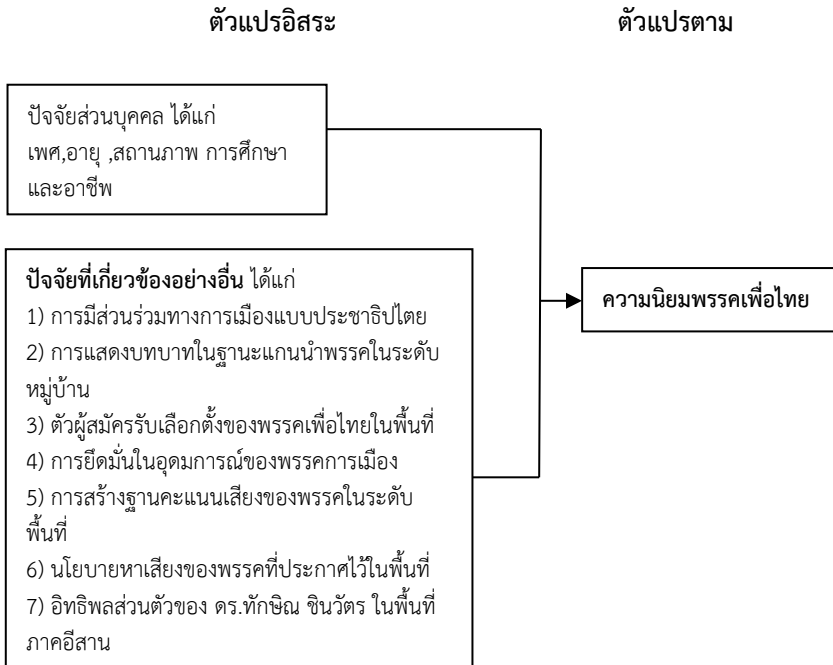 ตัวแปรอิสระ
ตัวแปรตาม
ปัจจัยส่วนบุคคล ได้แก่
เพศ,อายุ ,สถานภาพ การศึกษา
และอาชีพ
ปัจจัยที่เกี่ยวข้องอย่างอื่น ได้แก่
1) การมีส่วนร่วมทางการเมืองแบบประชาธิปไตย
2) การแสดงบทบาทในฐานะแกนนำพรรคในระดับ
หมู่บ้าน
3) ตัวผู้สมัครรับเลือกตั้งของพรรคเพื่อไทยในพื้นที่
4) การยึดมั่นในอุดมการณ์ของพรรคการเมือง
5) การสร้างฐานคะแนนเสียงของพรรคในระดับ
พื้นที่
6) นโยบายหาเสียงของพรรคที่ประกาศไว้ในพื้นที่
7) อิทธิพลส่วนตัวของ ดร.ทักษิณ ชินวัตร ในพื้นที่
ภาคอีสาน
ความนิยมพรรคเพื่อไทย